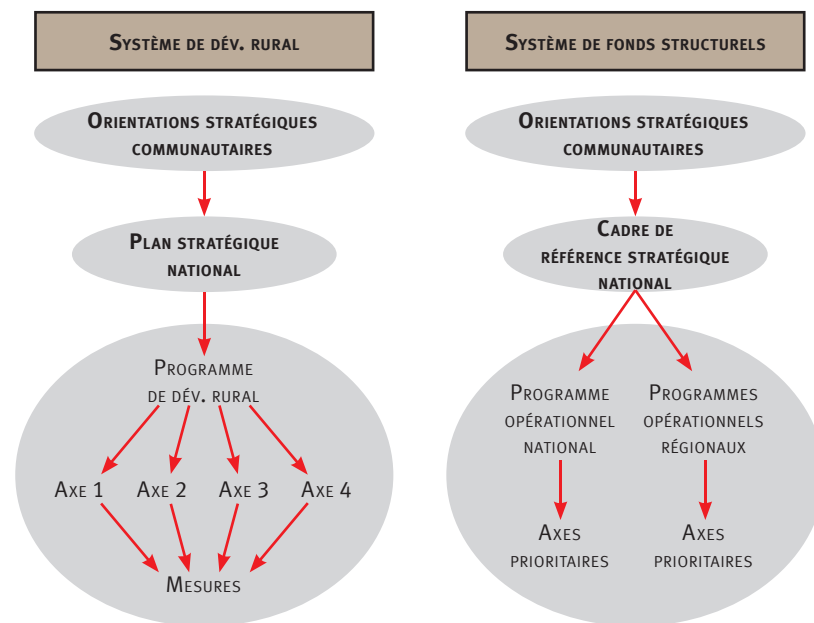 Système de dév. rural
Orientations stratégiques
communautaires
Plan stratégique
national
Programme
de dév. rural
Axe 1 Axe 2 Axe 3 Axe 4
Mesures
Système de fonds structurels
Orientations stratégiques
communautaires
Cadre de
référence stratégique
national
Programme
opérationnel
national
Programmes
opérationnels
régionaux
Axes
prioritaires
Axes
prioritaires